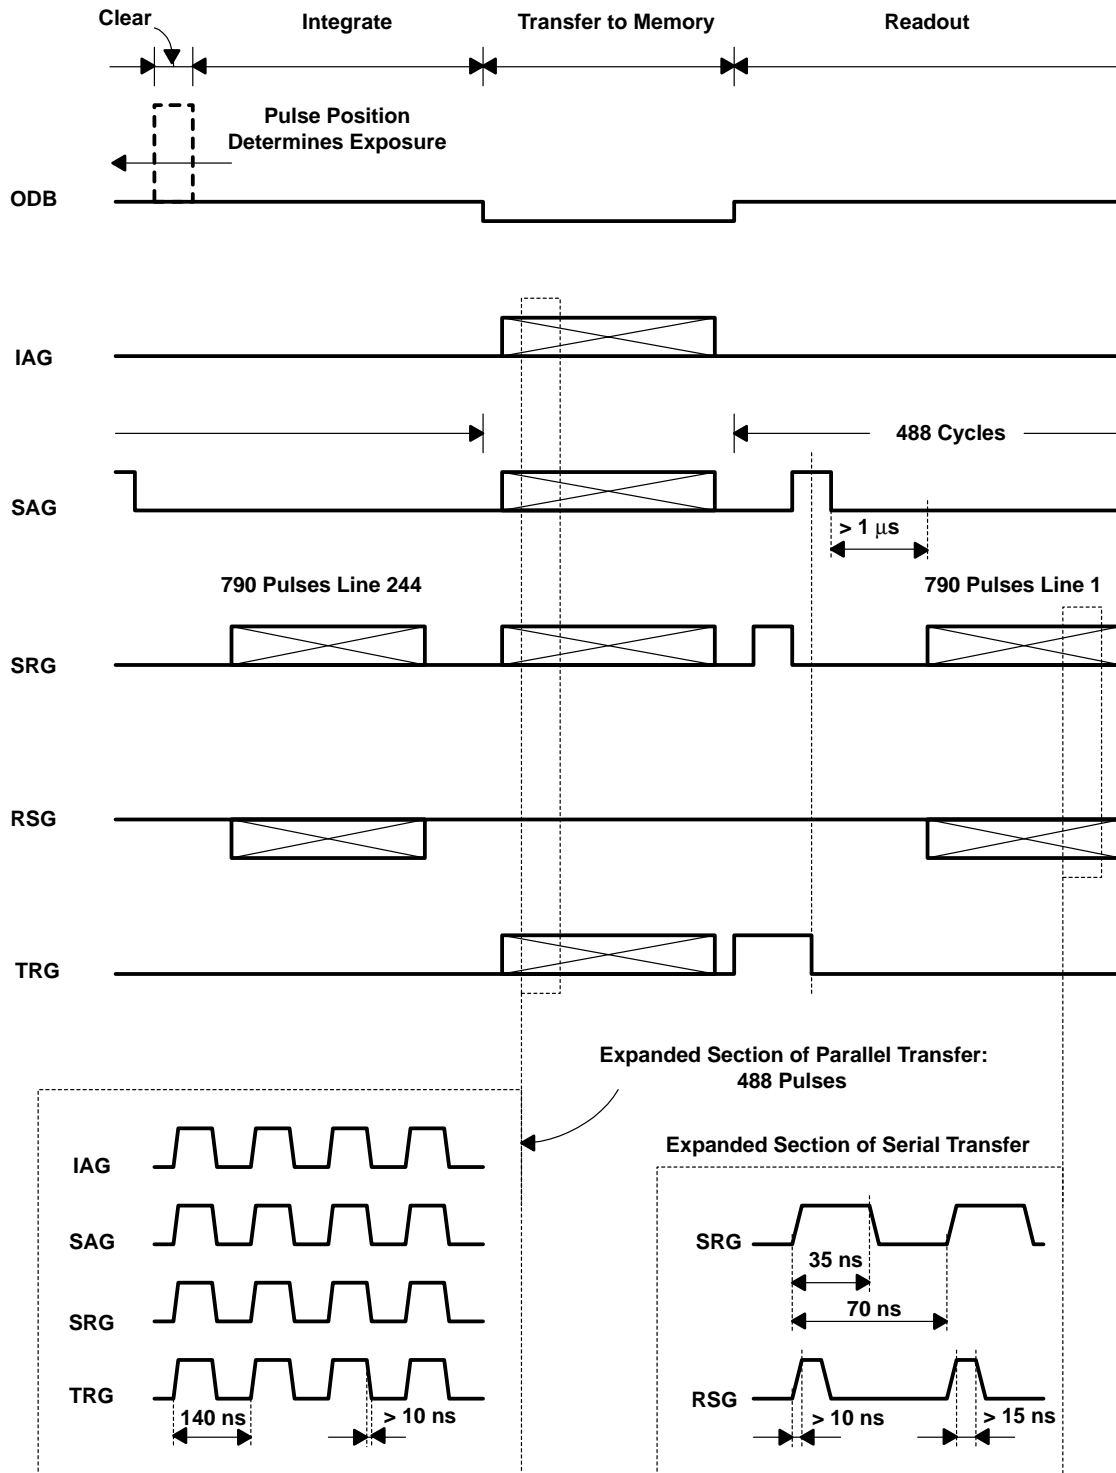 Clear
Integrate
Transfer to Memory
Readout
Pulse Position
Determines Exposure
ODB
IAG
488 Cycles
SAG
> 1 μs
790 Pulses Line 244
790 Pulses Line 1
SRG
RSG
TRG
Expanded Section of Parallel Transfer:
488 Pulses
IAG
SAG
SRG
TRG
140 ns
> 10 ns
Expanded Section of Serial Transfer
SRG
35 ns
70 ns
RSG
> 10 ns
> 15 ns